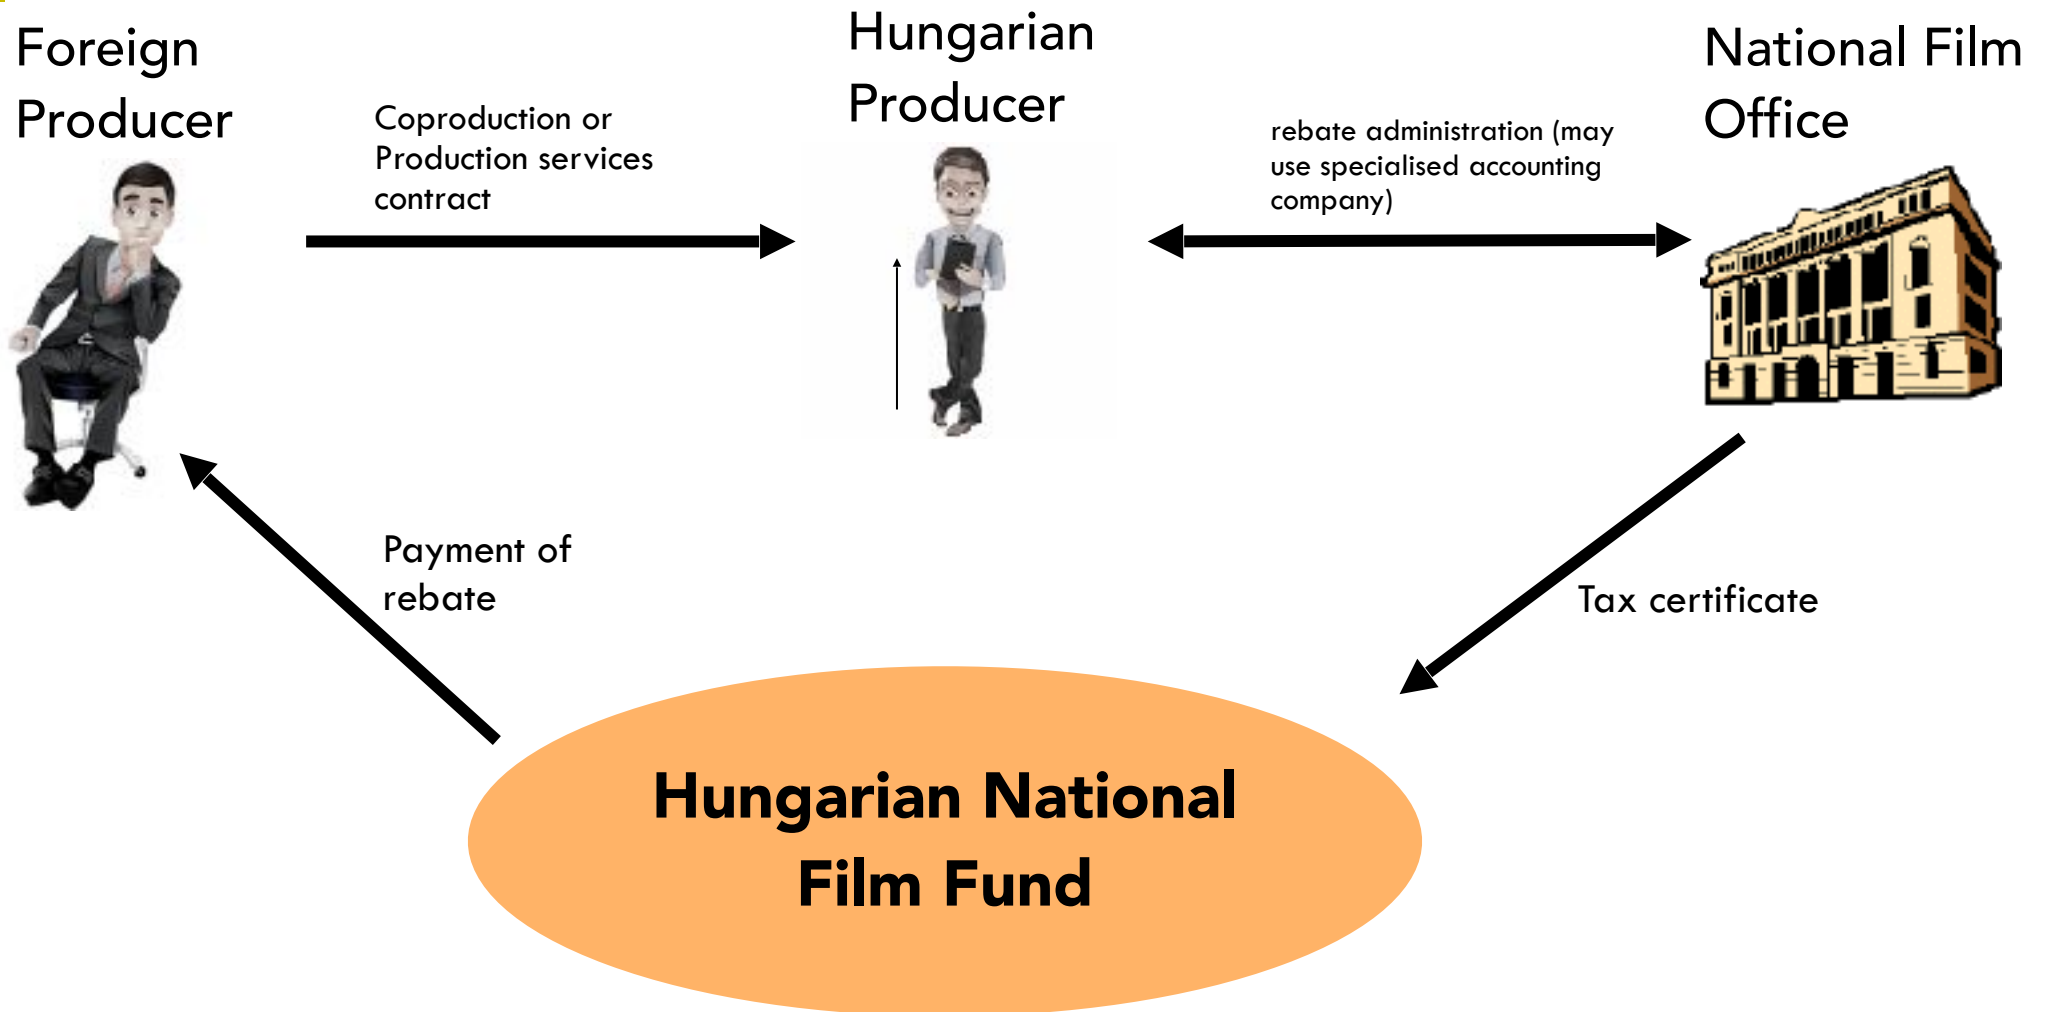 Foreign
Producer
Coproduction or
Production services
contract
Hungarian
Producer
rebate administration (may
use specialised accounting
company)
National Film
Office
Payment of
rebate
Tax certificate
Hungarian National
Film Fund